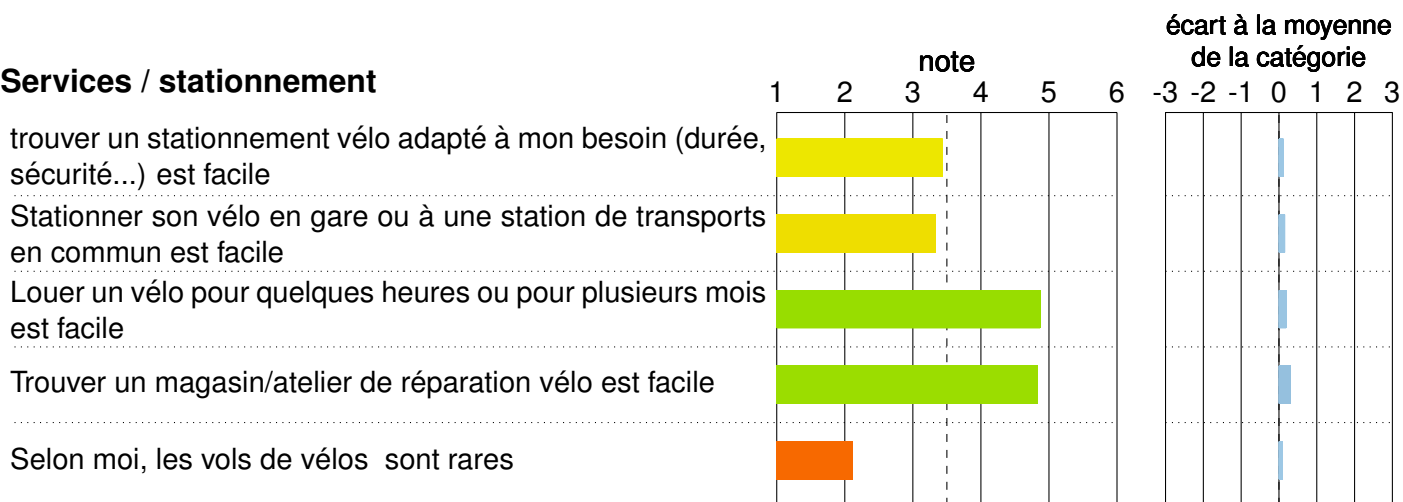 écart à la moyenne
note de la catégorie
Services / stationnement
1 2 3 4 5 6 -3 -2 -1 0 1 2 3
trouver un stationnement vélo adapté à mon besoin (durée,
sécurité...) est facile
Stationner son vélo en gare ou à une station de transports
en commun est facile
Louer un vélo pour quelques heures ou pour plusieurs mois
est facile
Trouver un magasin/atelier de réparation vélo est facile
Selon moi, les vols de vélos sont rares